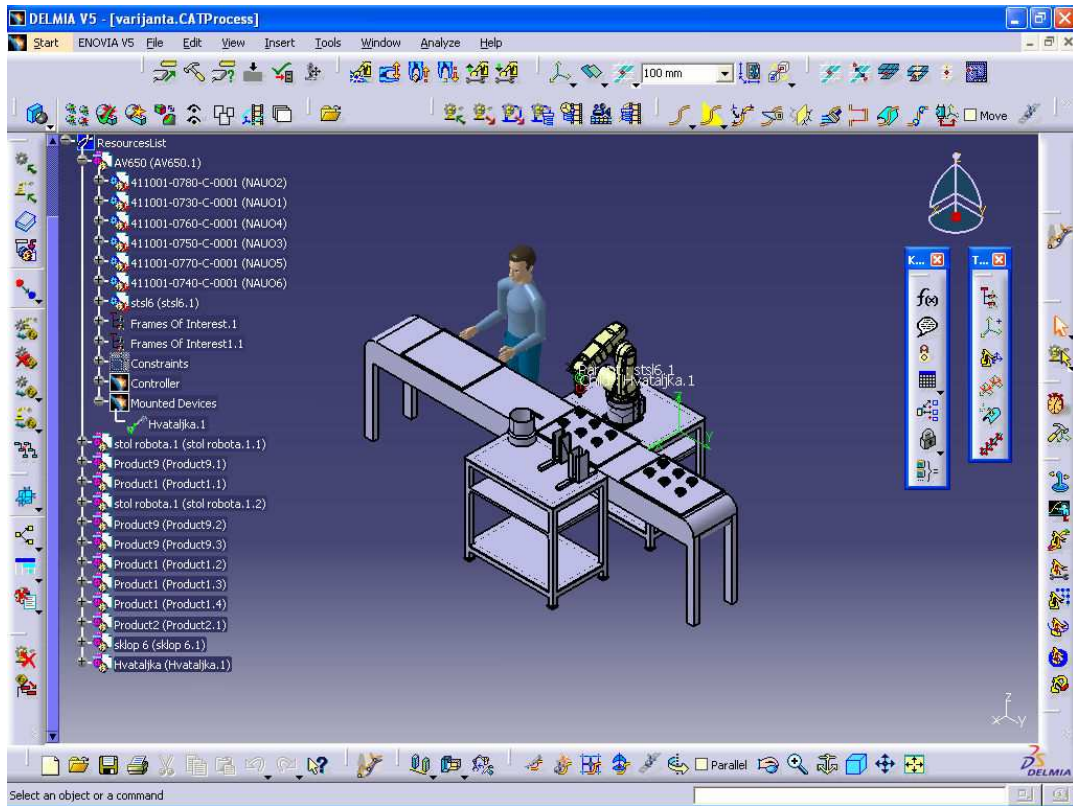 DELMIA V5 - [varijanta.CATProcess]
Start ENOVIA V5 File Edit View Insert Tools Window Analyze Help
100 mm
Move
ResourcesList
AV650 (AV650.1)
411001-0780-C-0001 (NAUO2)
411001-0730-C-0001 (NAUO1)
411001-0760-C-0001 (NAUO4)
411001-0750-C-0001 (NAUO3)
411001-0770-C-0001 (NAUO5)
411001-0740-C-0001 (NAUO6)
stsl6 (stsl6.1)
Frames Of Interest.1
Frames Of Interest1.1
Constraints
Controller
Mounted Devices
Hvataljka.1
stol robota.1 (stol robota.1.1)
Product9 (Product9.1)
Product1 (Product1.1)
stol robota.1 (stol robota.1.2)
Product9 (Product9.2)
Product9 (Product9.3)
Product1 (Product1.2)
Product1 (Product1.3)
Product1 (Product1.4)
Product2 (Product2.1)
sklop 6 (sklop 6.1)
Hvataljka (Hvataljka.1)
K...
T...
f(x)
z
x
y
Parallel
DELMIA
Select an object or a command